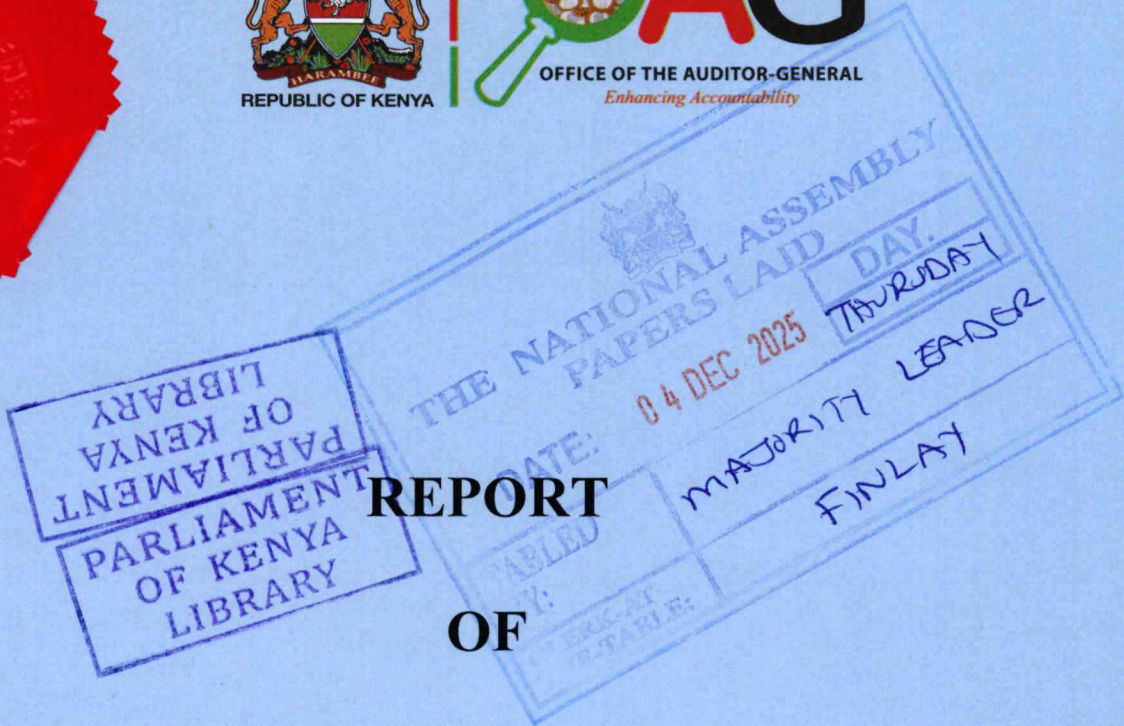 HARAMBEE
REPUBLIC OF KENYA
OAG
OFFICE OF THE AUDITOR-GENERAL
Enhancing Accountability
THE NATIONAL ASSEMBLY
PAPERS LAID
DATE: 04 DEC 2025
DAY.
THURSDAY
TABLED BY: MAJORITY LEADER
CLERK-AT THE-TABLE: FINLAY
PARLIAMENT
OF KENYA
LIBRARY
PARLIAMENT
OF KENYA
LIBRARY
REPORT
OF